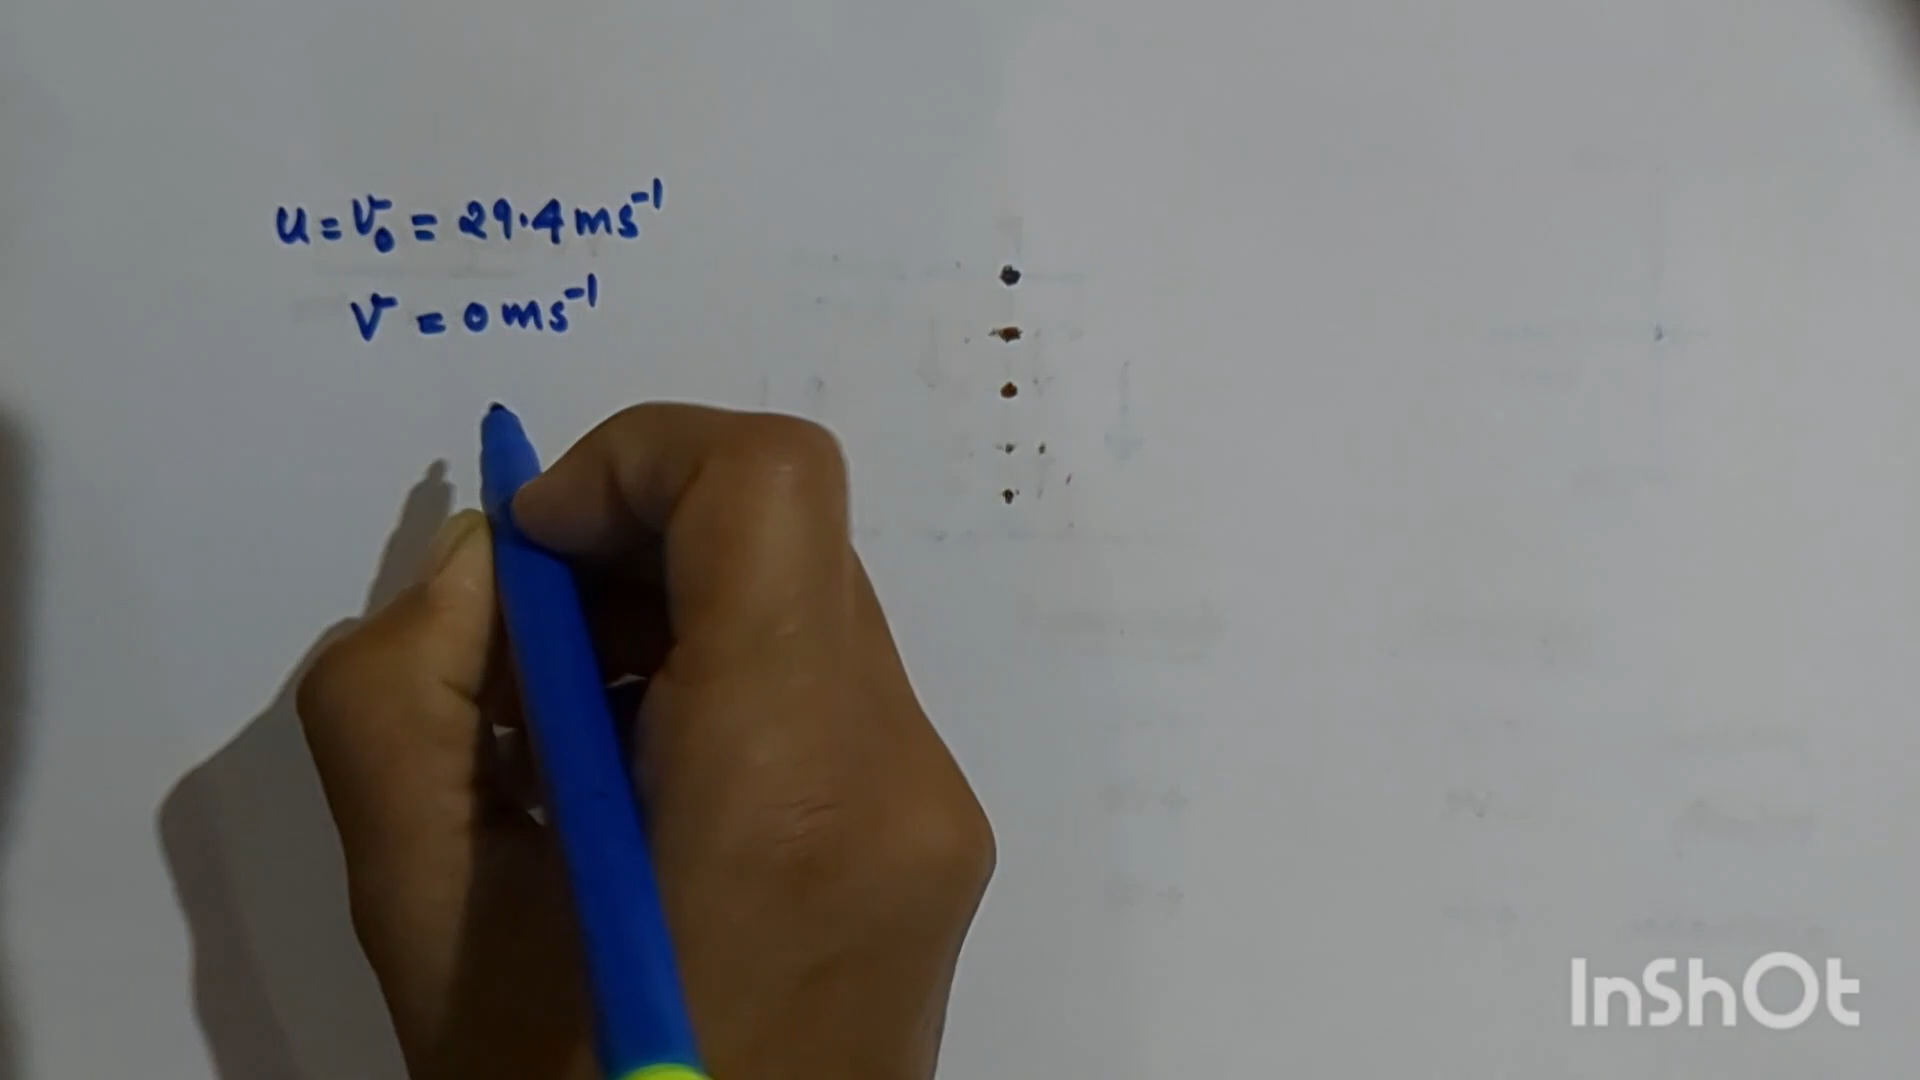 u = v₀ = 29.4 ms⁻¹
v = 0 ms⁻¹
InShOt